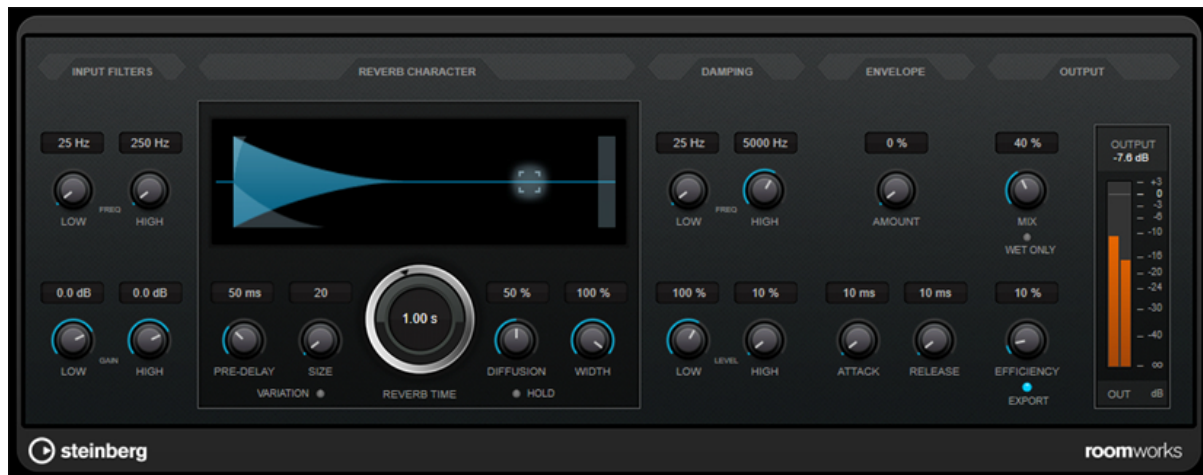 INPUT FILTERS REVERB CHARACTER DAMPING ENVELOPE OUTPUT
25 Hz 250 Hz 25 Hz 5000 Hz 0 % 40 % OUTPUT
-7.6 dB
+3
0
-3
-6
-10
-16
-20
-24
-30
-40
∞
LOW FREQ HIGH LOW FREQ HIGH AMOUNT MIX
WET ONLY
0.0 dB 0.0 dB 50 ms 20 1.00 s 50 % 100 % 100 % 10 % 10 ms 10 ms 10 %
LOW GAIN HIGH PRE-DELAY SIZE DIFFUSION WIDTH LOW LEVEL HIGH ATTACK RELEASE EFFICIENCY
VARIATION REVERB TIME HOLD EXPORT OUT dB
steinberg roomworks